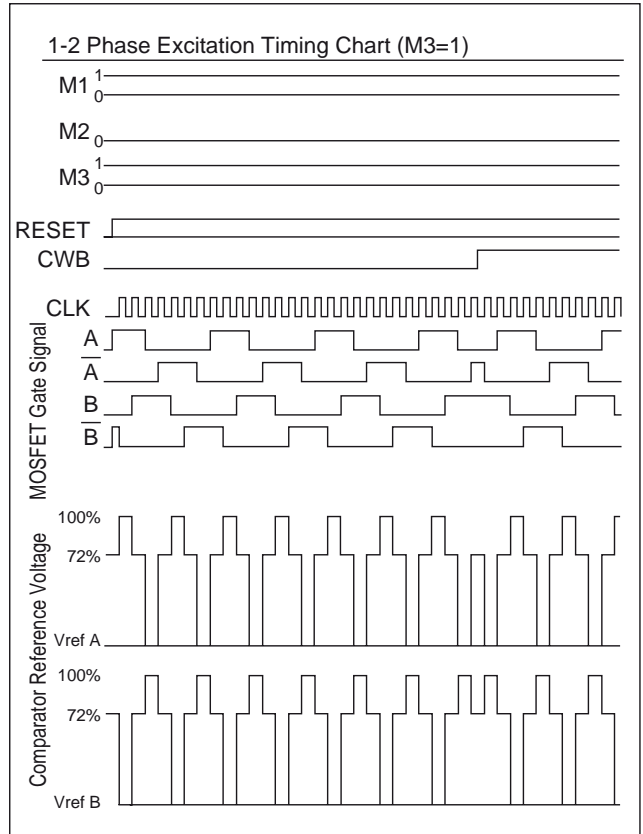 1-2 Phase Excitation Timing Chart (M3=1)
M1 1
0
M2 0
M3 1
0
RESET
CWB
CLK
MOSFET Gate Signal
A
A̅
B
B̅
Comparator Reference Voltage
100%
72%
Vref A
100%
72%
Vref B